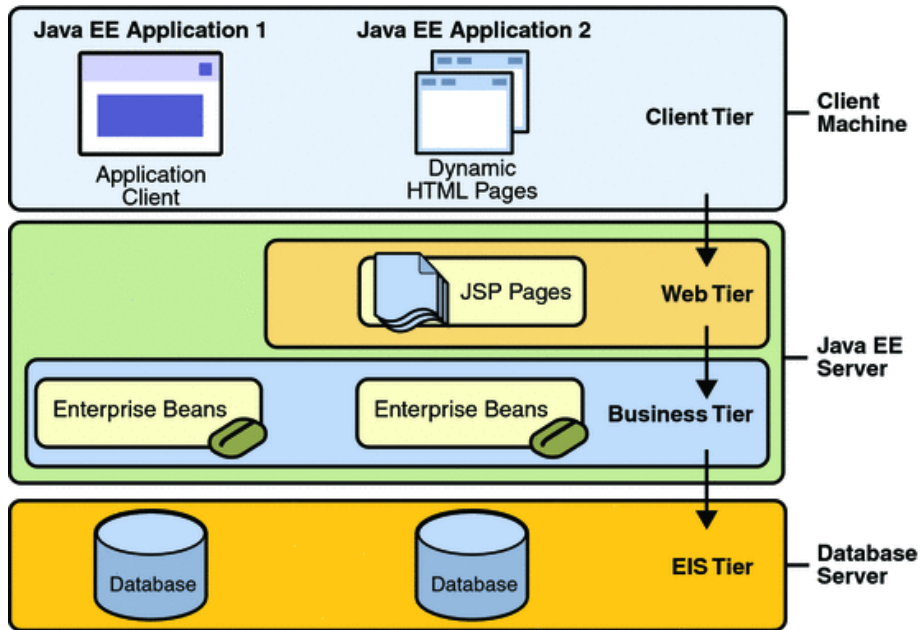 Java EE Application 1
Java EE Application 2
Application
Client
Dynamic
HTML Pages
Client Tier
Client
Machine
JSP Pages
Web Tier
Java EE
Server
Enterprise Beans
Enterprise Beans
Business Tier
Database
Database
EIS Tier
Database
Server